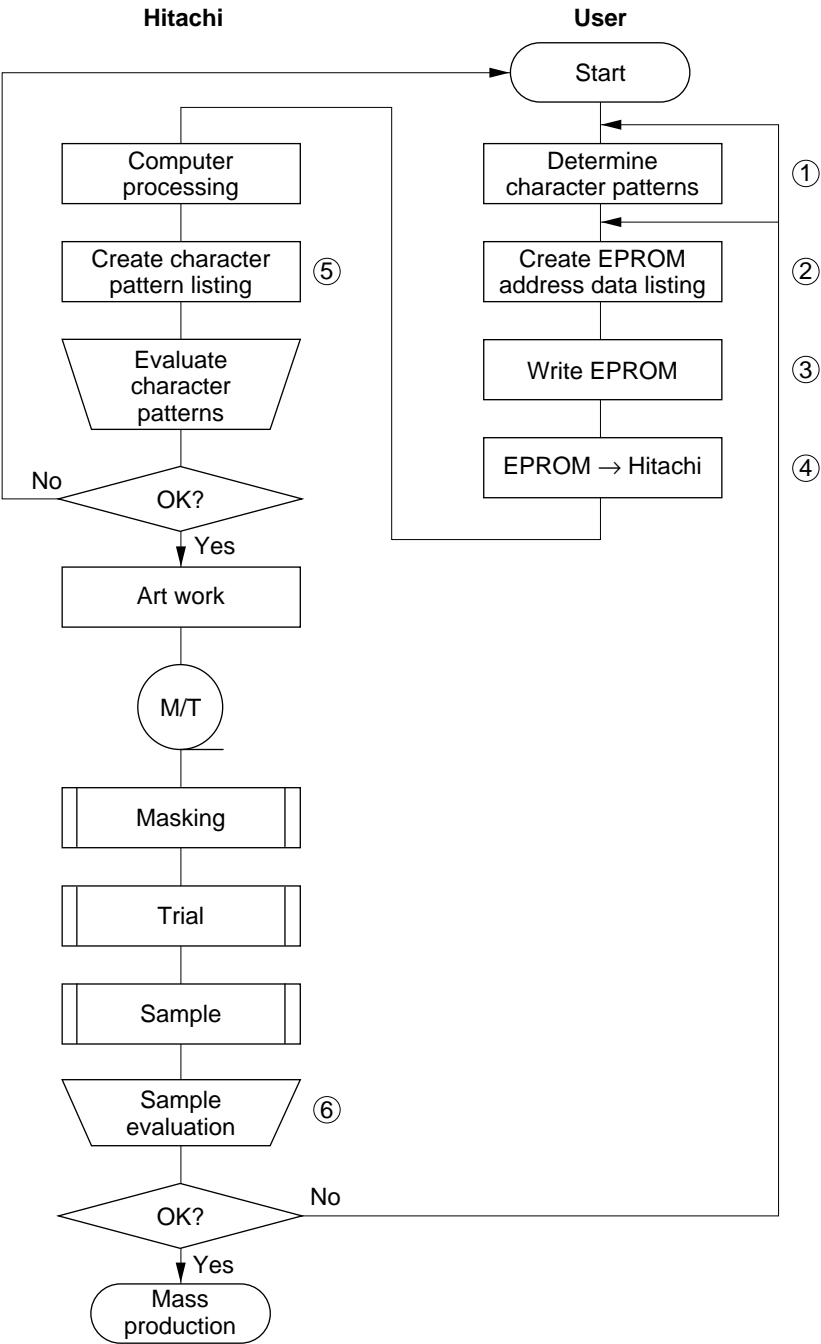 Hitachi
User
Start
Determine
character patterns
①
Create EPROM
address data listing
②
Write EPROM
③
EPROM → Hitachi
④
Computer
processing
Create character
pattern listing
⑤
Evaluate
character
patterns
OK?
No
Yes
Art work
M/T
Masking
Trial
Sample
Sample
evaluation
⑥
OK?
No
Yes
Mass
production